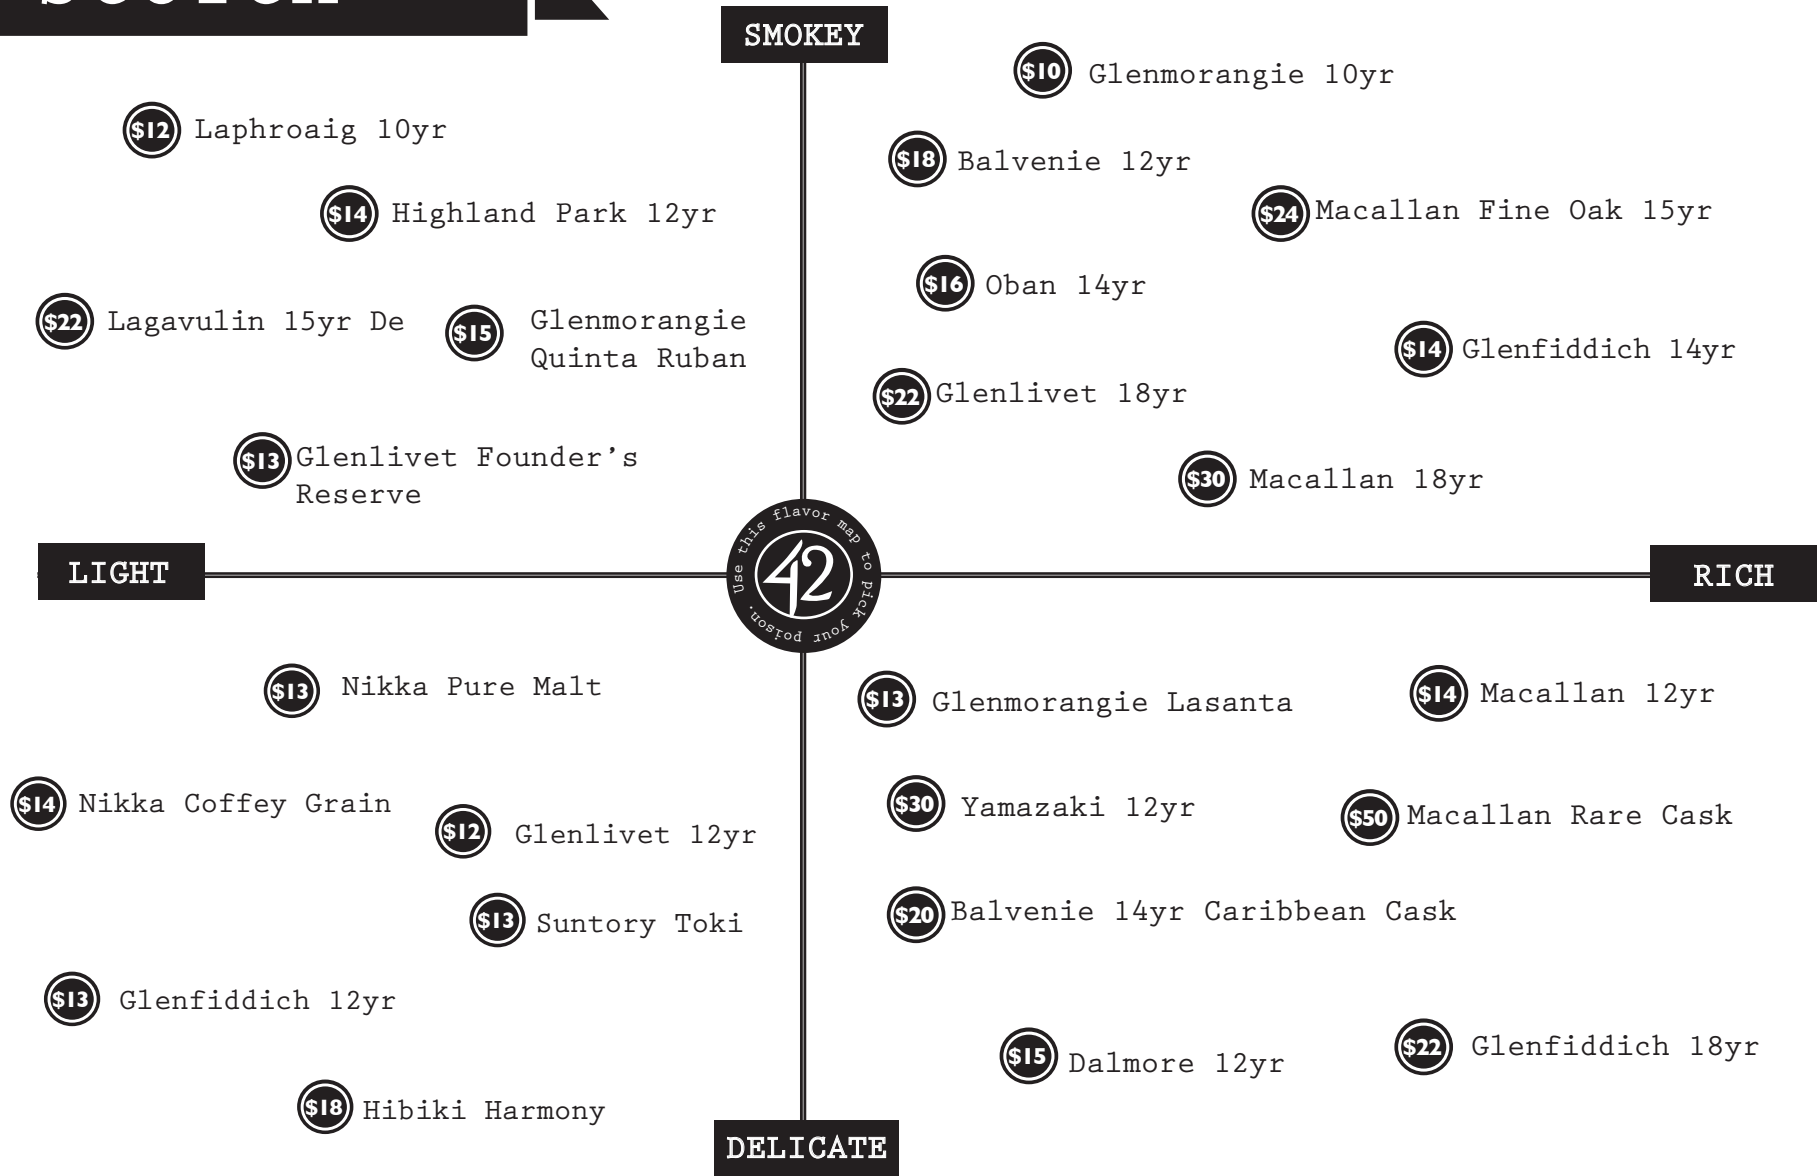 SMOKEY
$10 Glenmorangie 10yr
$12 Laphroaig 10yr
$18 Balvenie 12yr
$14 Highland Park 12yr
$24 Macallan Fine Oak 15yr
$16 Oban 14yr
$22 Lagavulin 15yr De
$15 Glenmorangie
Quinta Ruban
$14 Glenfiddich 14yr
$22 Glenlivet 18yr
$13 Glenlivet Founder's
Reserve
$30 Macallan 18yr
LIGHT
Use this flavor map to pick your poison.
42
RICH
$13 Nikka Pure Malt
$13 Glenmorangie Lasanta
$14 Macallan 12yr
$14 Nikka Coffey Grain
$12 Glenlivet 12yr
$30 Yamazaki 12yr
$50 Macallan Rare Cask
$13 Suntory Toki
$20 Balvenie 14yr Caribbean Cask
$13 Glenfiddich 12yr
$15 Dalmore 12yr
$22 Glenfiddich 18yr
$18 Hibiki Harmony
DELICATE